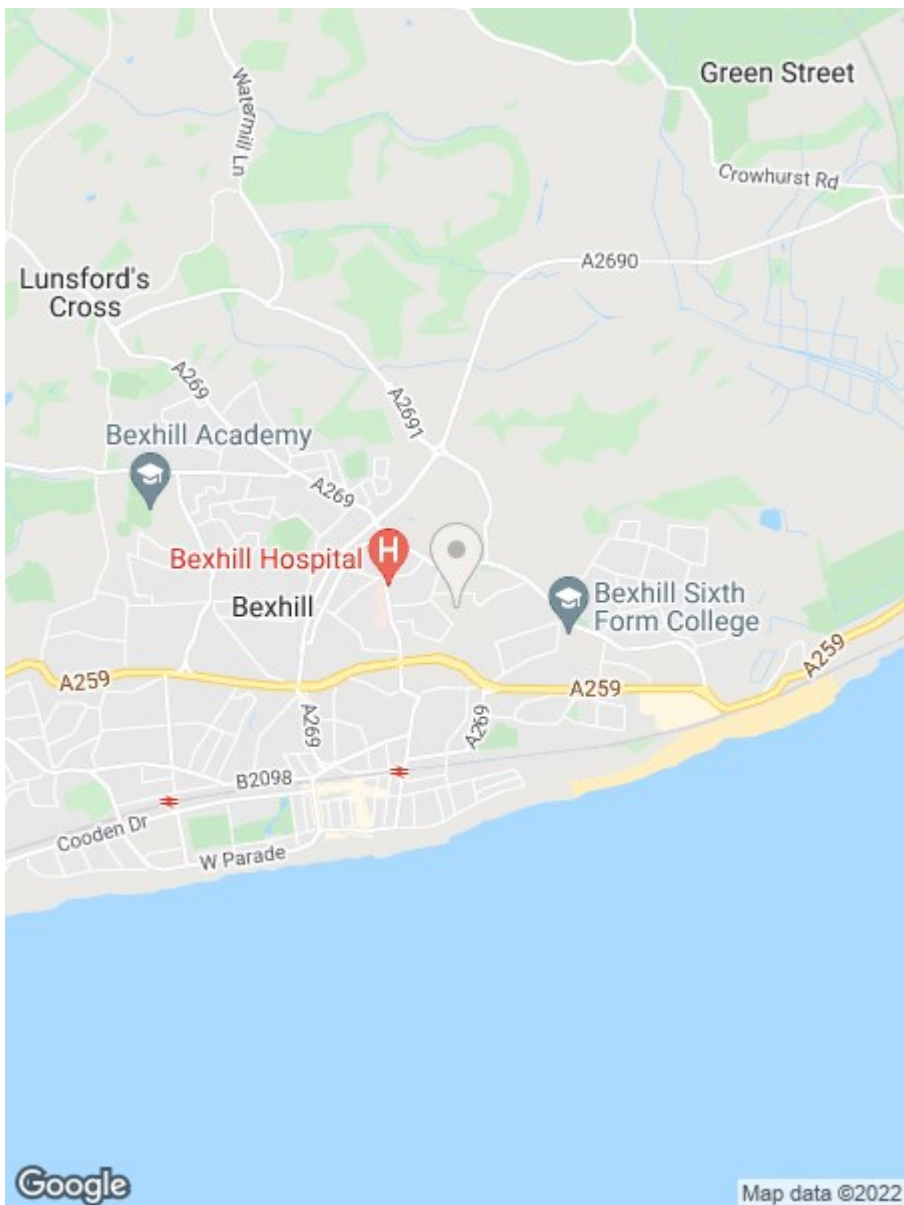 Green Street
Watermill Ln
Crowhurst Rd
A2690
Lunsford's
Cross
A269
A2691
Bexhill Academy
A269
Bexhill Hospital
H
Bexhill
Bexhill Sixth
Form College
A259
A259
A259
A269
A269
B2098
Cooden Dr
W Parade
Google
Map data ©2022